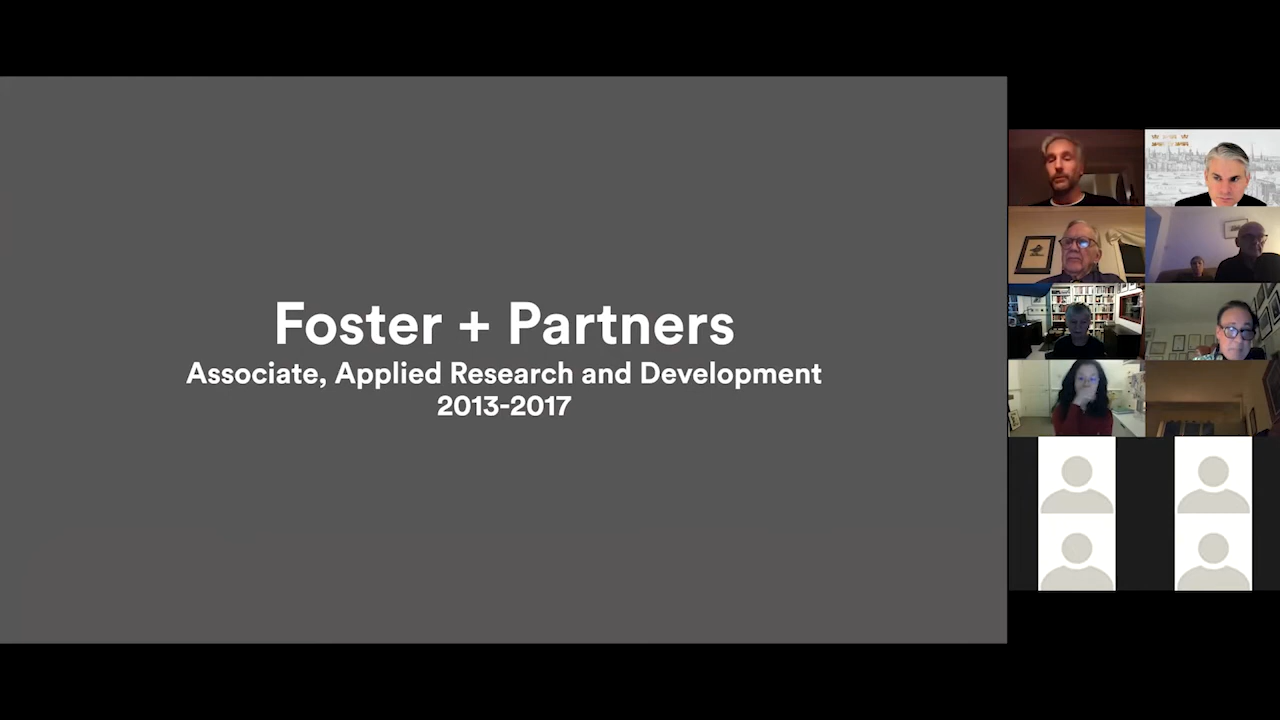 Foster + Partners
Associate, Applied Research and Development
2013-2017